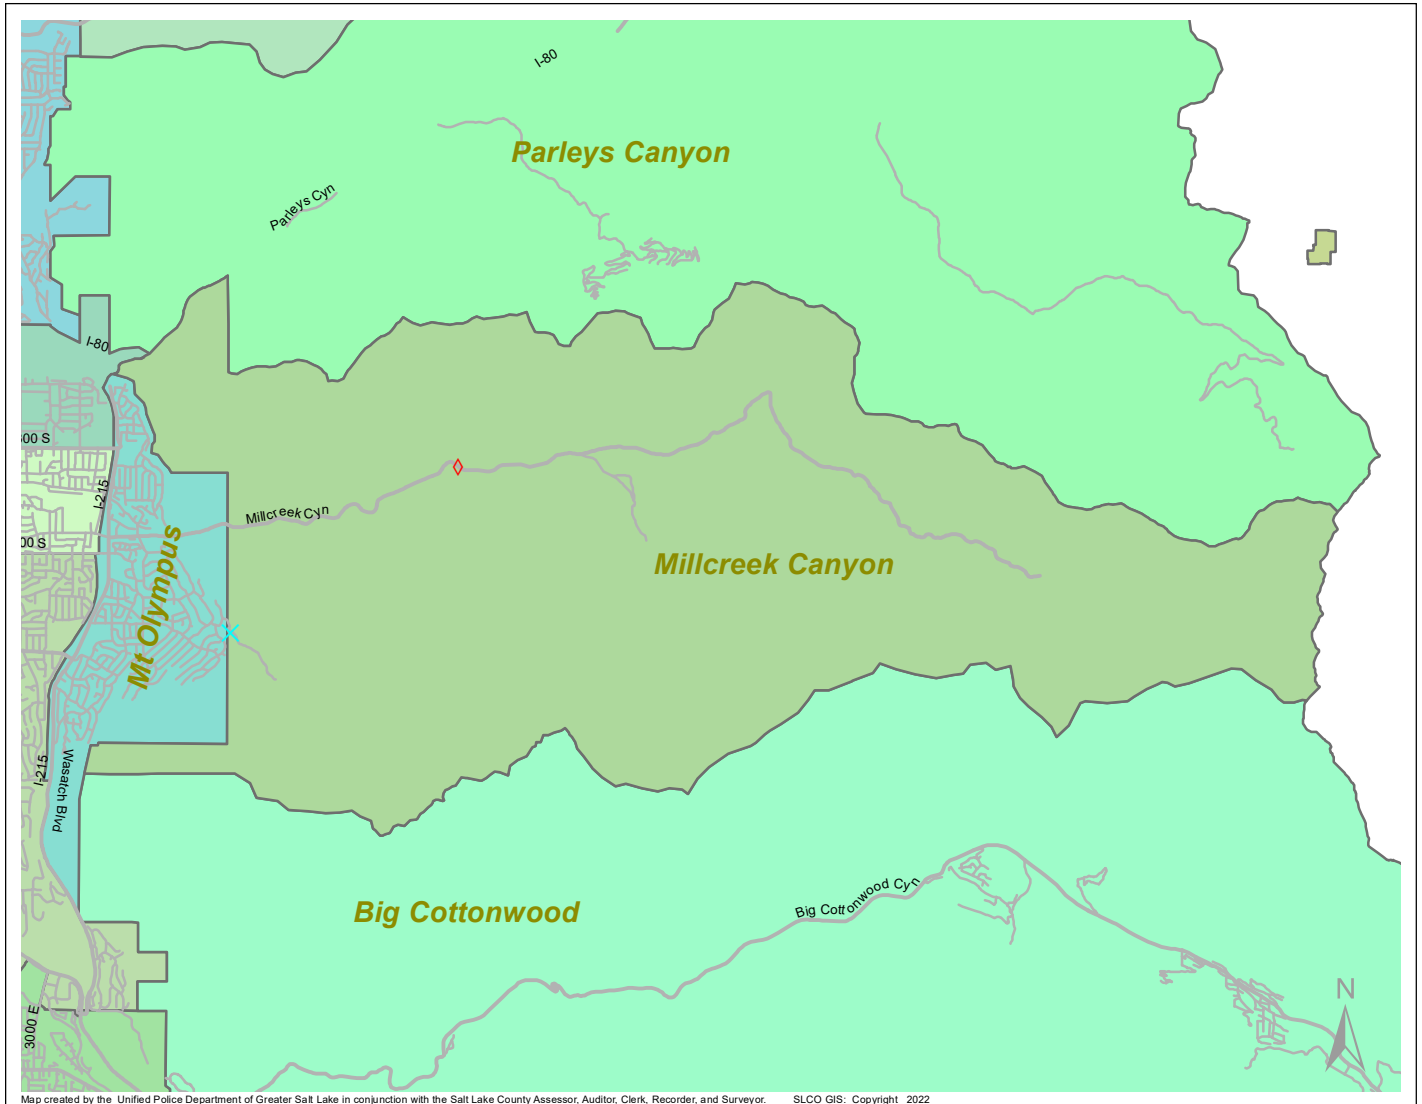 I-80
Parleys Canyon
Parleys Cyn
I-80
00 S
I-215
Millcreek Cyn
00 S
Mt Olympus
Millcreek Canyon
I-215
Wasatch Blvd
Big Cottonwood Cyn
Big Cottonwood
N
3000 E
Map created by the Unified Police Department of Greater Salt Lake in conjunction with the Salt Lake County Assessor, Auditor, Clerk, Recorder, and Surveyor. SLCO GIS: Copyright 2022